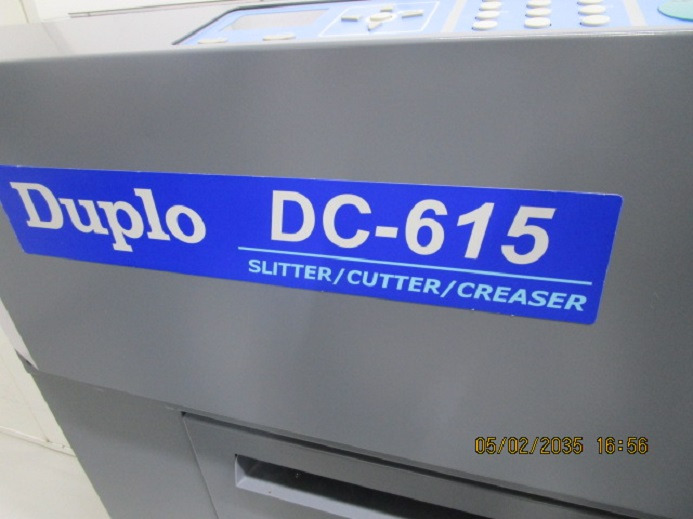 Duplo DC-615
SLITTER/CUTTER/CREASER
05/02/2035 16:56